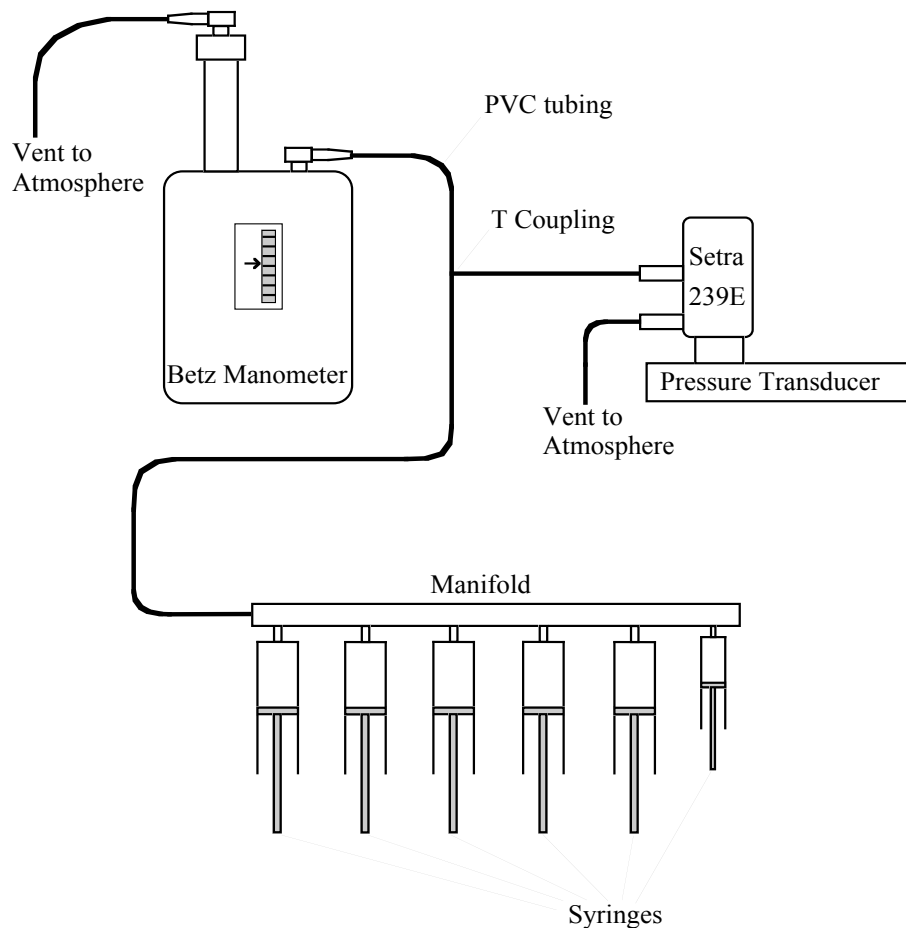 PVC tubing
Vent to
Atmosphere
T Coupling
Setra
239E
Betz Manometer
Pressure Transducer
Vent to
Atmosphere
Manifold
Syringes